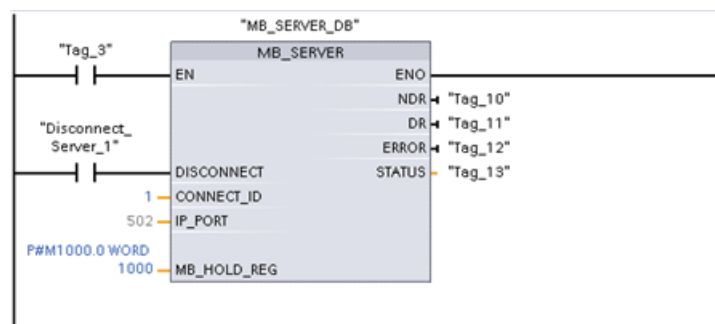 "MB_SERVER_DB"
"Tag_3"
MB_SERVER
EN
ENO
NDR
"Tag_10"
DR
"Tag_11"
"Disconnect_
Server_1"
ERROR
"Tag_12"
DISCONNECT
STATUS
"Tag_13"
1
CONNECT_ID
502
IP_PORT
P#M1000.0 WORD
1000
MB_HOLD_REG